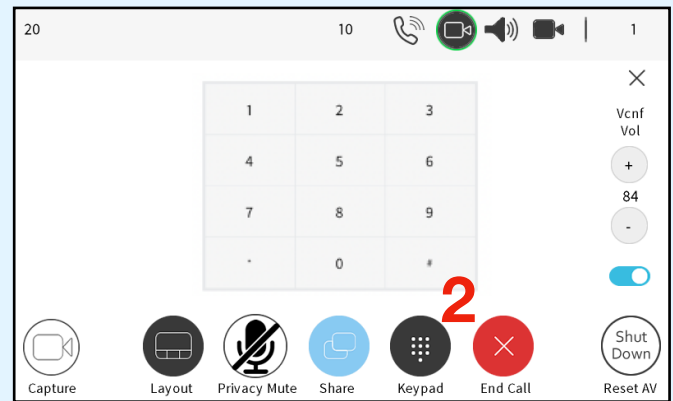 20 10 1
1 2 3
4 5 6
7 8 9
* 0 #
Vcnf
Vol
+
84
-
2
Capture Layout Privacy Mute Share Keypad End Call
Shut
Down
Reset AV